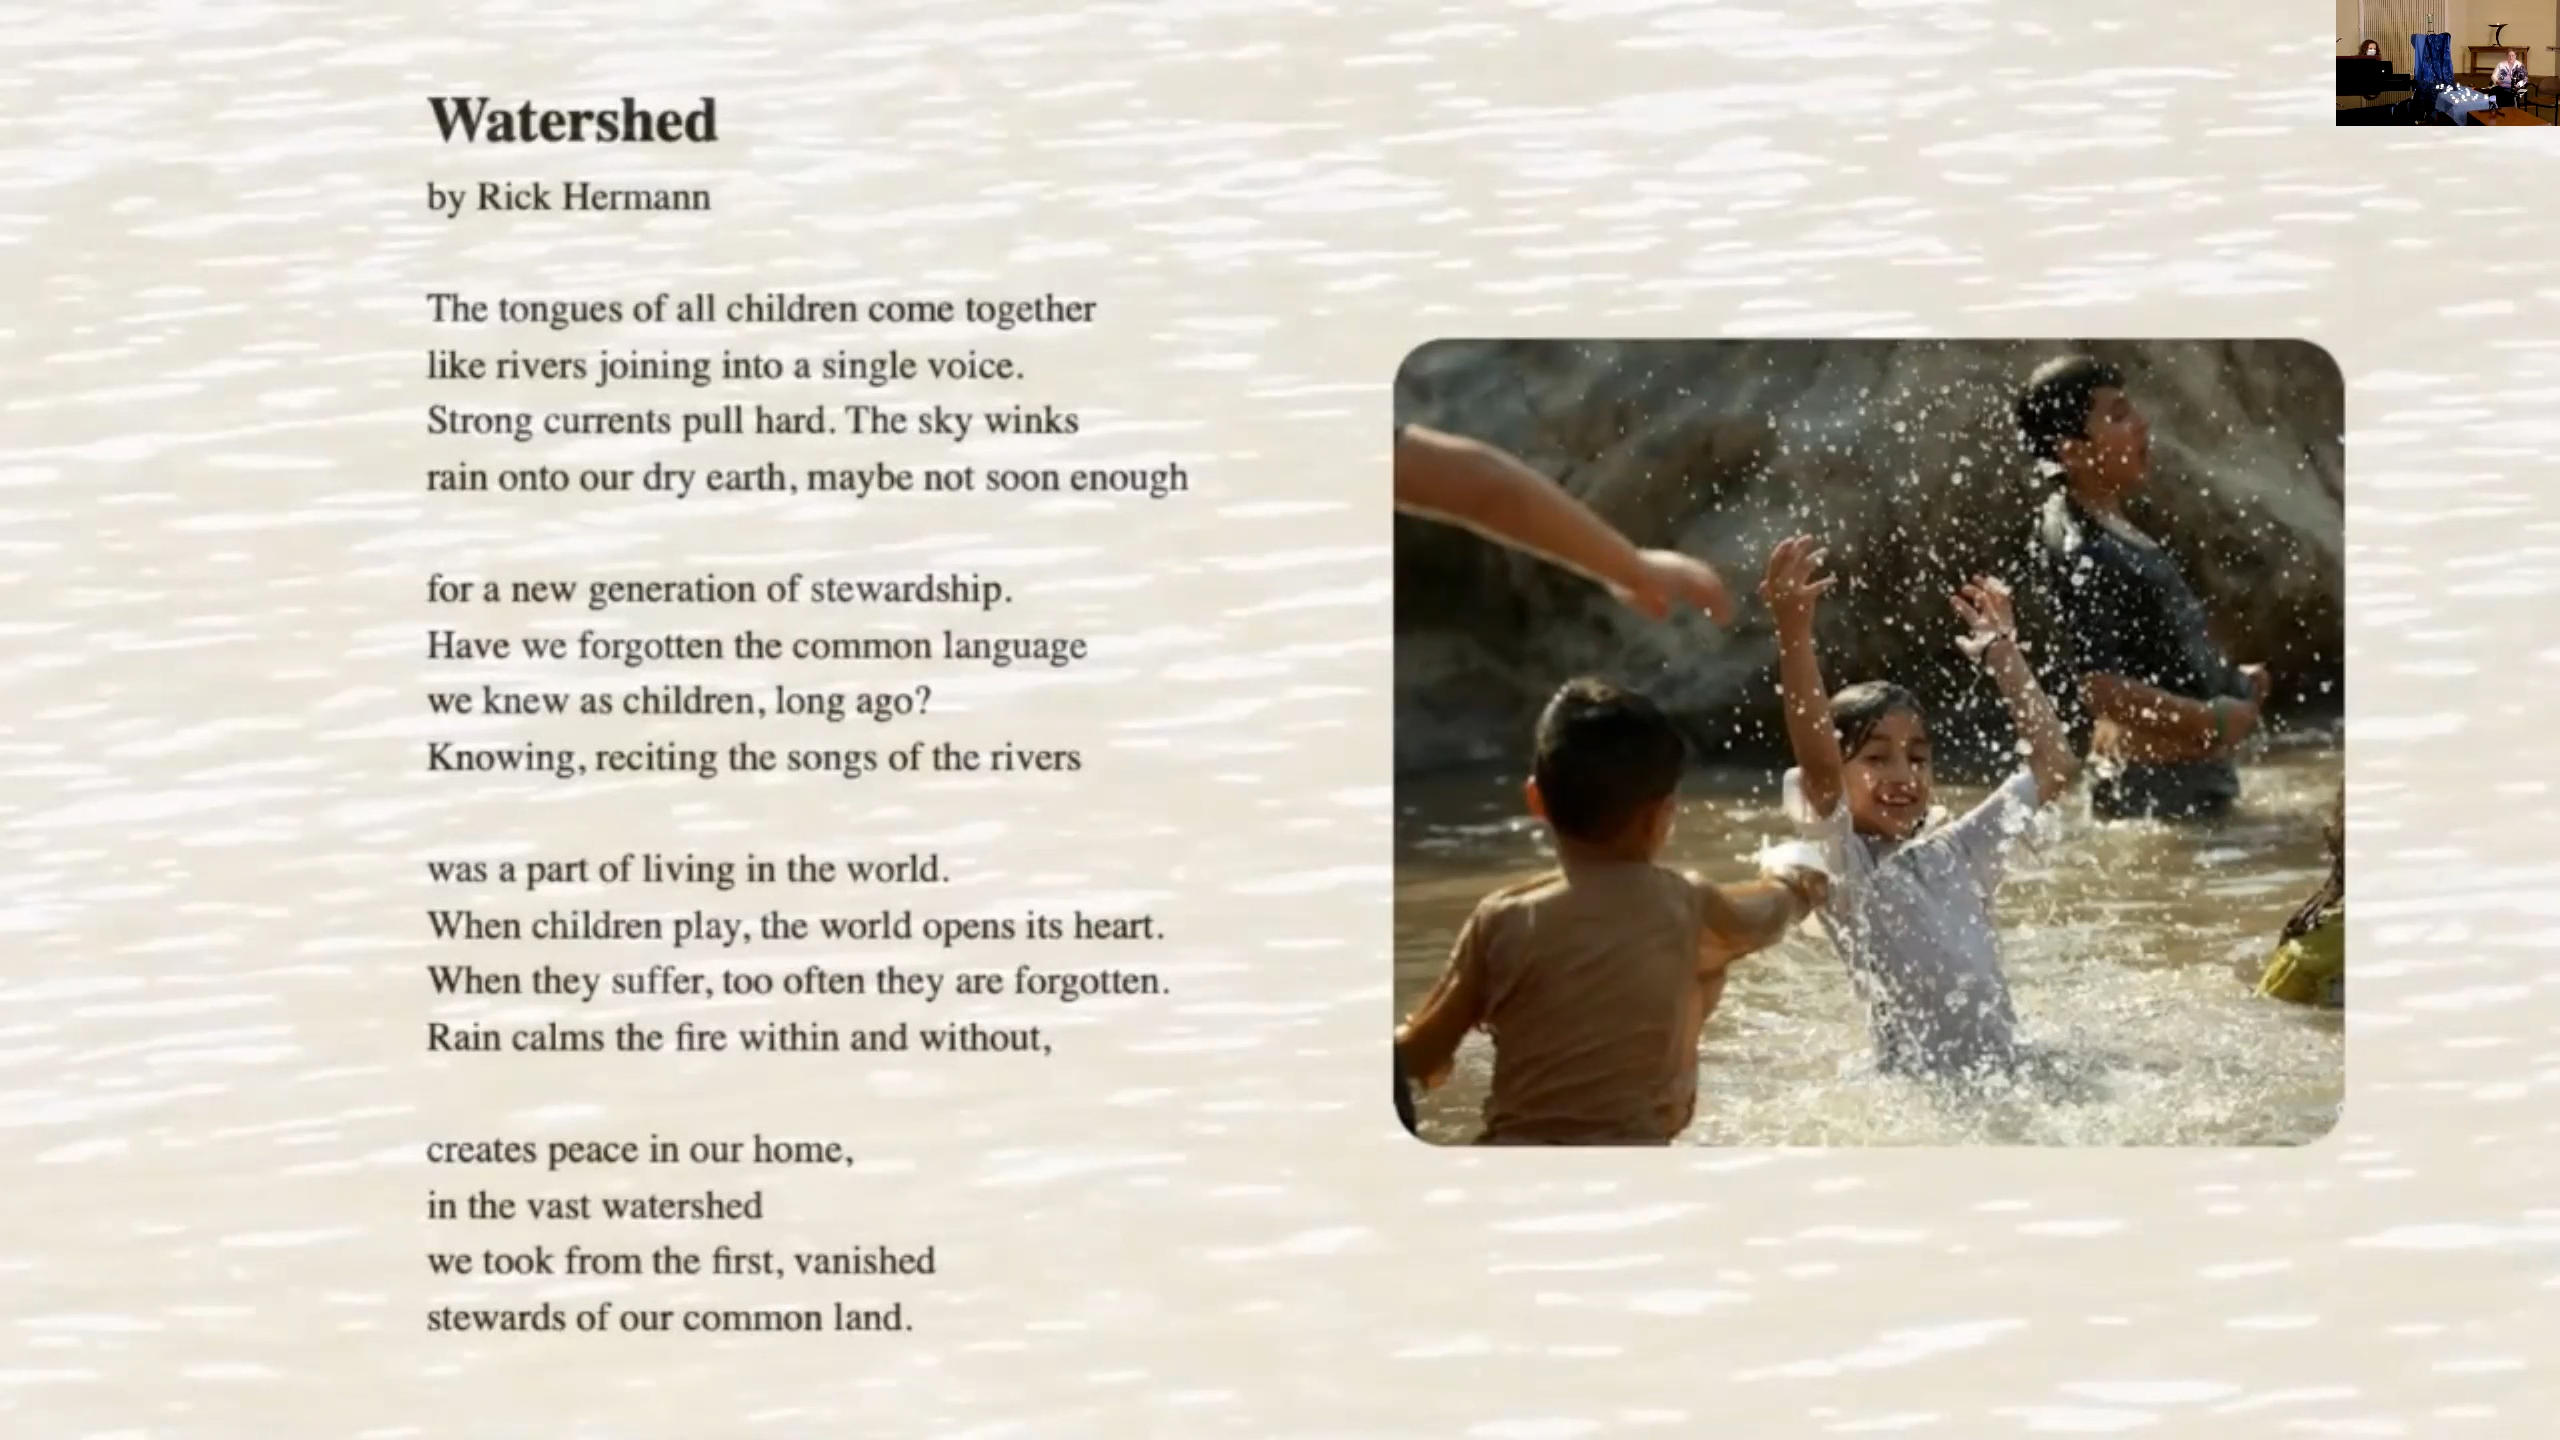 Watershed
by Rick Hermann
The tongues of all children come together
like rivers joining into a single voice.
Strong currents pull hard. The sky winks
rain onto our dry earth, maybe not soon enough
for a new generation of stewardship.
Have we forgotten the common language
we knew as children, long ago?
Knowing, reciting the songs of the rivers
was a part of living in the world.
When children play, the world opens its heart.
When they suffer, too often they are forgotten.
Rain calms the fire within and without,
creates peace in our home,
in the vast watershed
we took from the first, vanished
stewards of our common land.